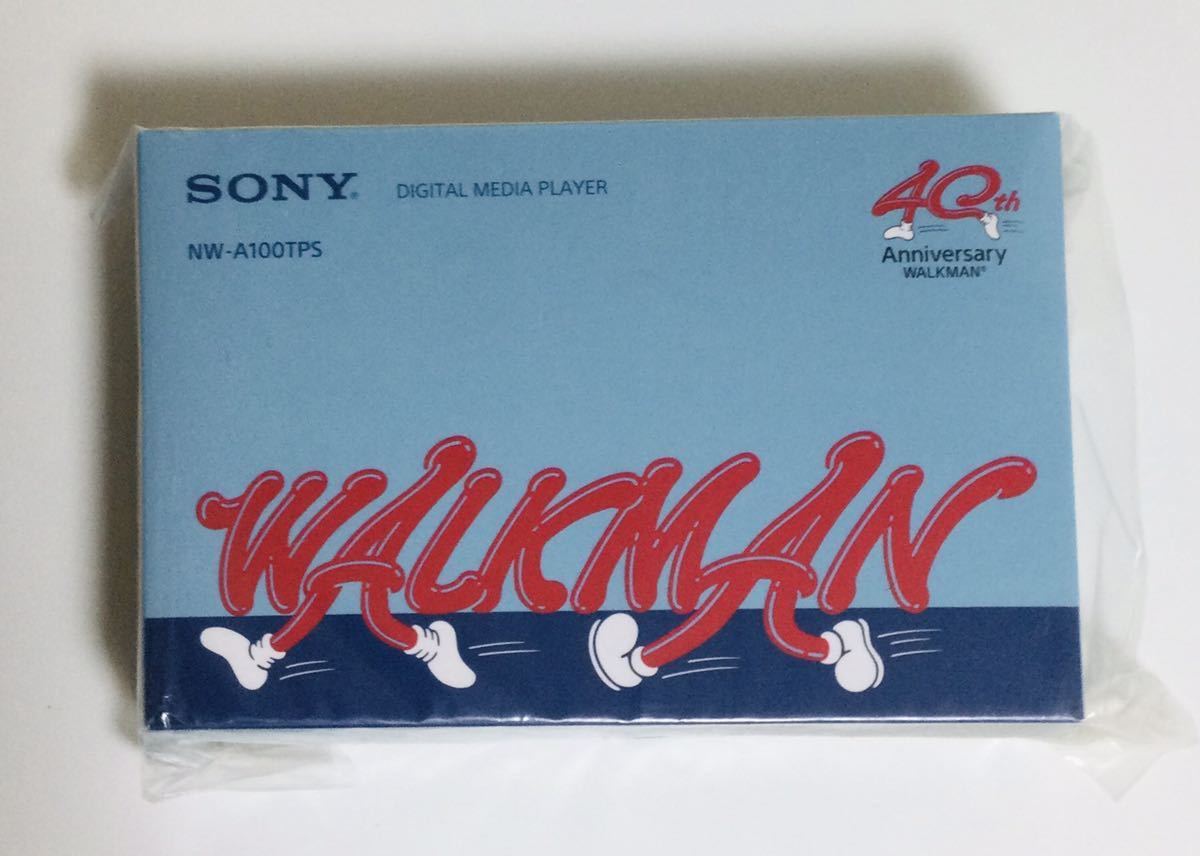 SONY® DIGITAL MEDIA PLAYER
NW-A100TPS
40th
Anniversary
WALKMAN®
WALKMAN